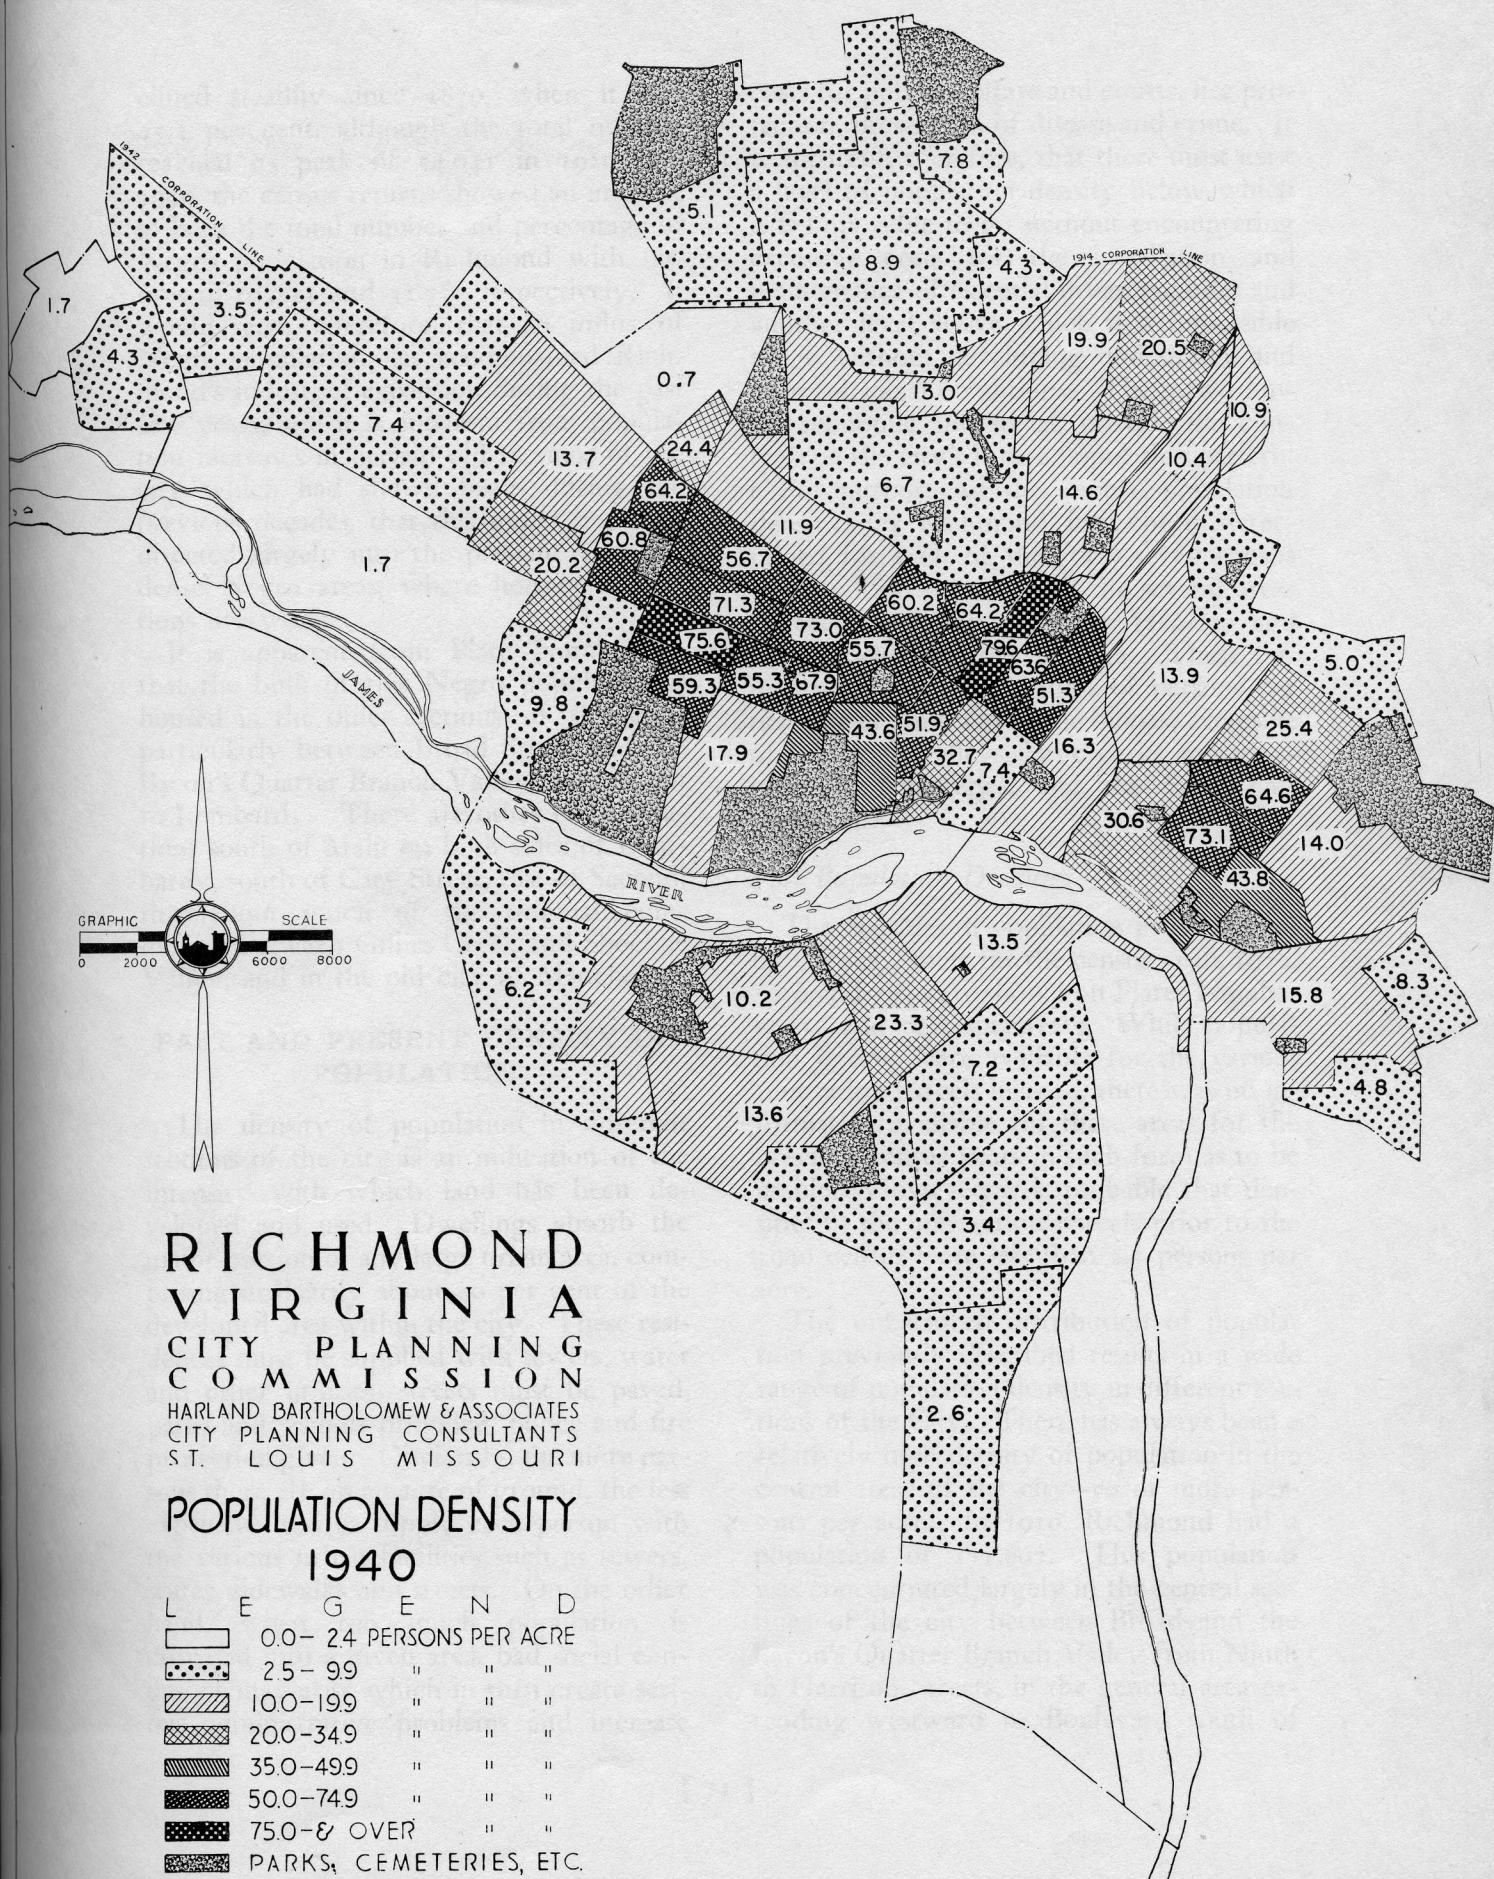 1942 CORPORATION LINE
1914 CORPORATION LINE
7.8
5.1
8.9
4.3
1.7
3.5
4.3
19.9
20.5
0.7
13.0
10.9
7.4
24.4
13.7
10.4
64.2
6.7
14.6
11.9
60.8
56.7
1.7
20.2
71.3
60.2
64.2
75.6
73.0
55.7
79.6
63.6
5.0
13.9
59.3
55.3
67.9
51.3
JAMES
9.8
43.6
51.9
25.4
17.9
32.7
16.3
7.4
64.6
30.6
73.1
14.0
43.8
RIVER
GRAPHIC SCALE
0 2000 6000 8000
13.5
6.2
10.2
23.3
15.8
8.3
7.2
4.8
13.6
3.4
2.6
RICHMOND
VIRGINIA
CITY PLANNING
COMMISSION
HARLAND BARTHOLOMEW & ASSOCIATES
CITY PLANNING CONSULTANTS
ST. LOUIS MISSOURI
POPULATION DENSITY
1940
LEGEND
0.0 - 2.4 PERSONS PER ACRE
2.5 - 9.9 " " "
10.0 - 19.9 " " "
20.0 - 34.9 " " "
35.0 - 49.9 " " "
50.0 - 74.9 " " "
75.0 - & OVER " "
PARKS, CEMETERIES, ETC.